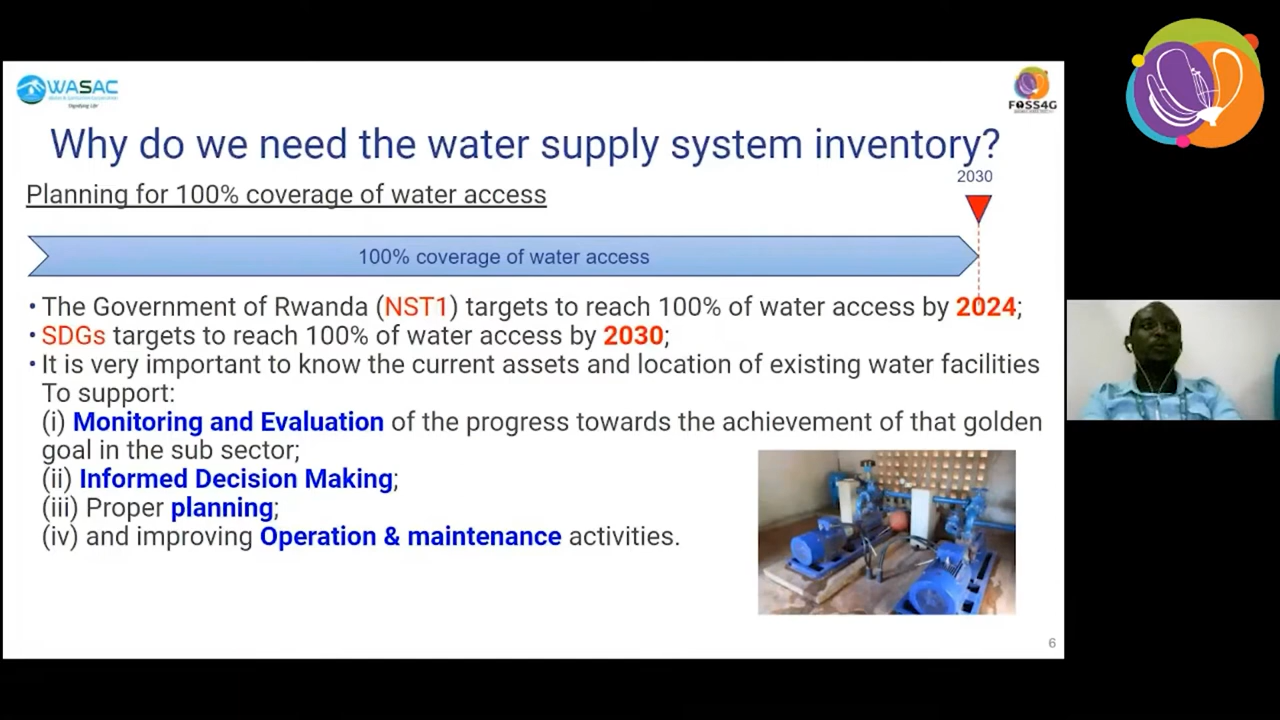 WASAC
FOSS4G
Why do we need the water supply system inventory?
2030
Planning for 100% coverage of water access
100% coverage of water access
• The Government of Rwanda (NST1) targets to reach 100% of water access by 2024;
• SDGs targets to reach 100% of water access by 2030;
• It is very important to know the current assets and location of existing water facilities
To support:
(i) Monitoring and Evaluation of the progress towards the achievement of that golden
goal in the sub sector;
(ii) Informed Decision Making;
(iii) Proper planning;
(iv) and improving Operation & maintenance activities.
6